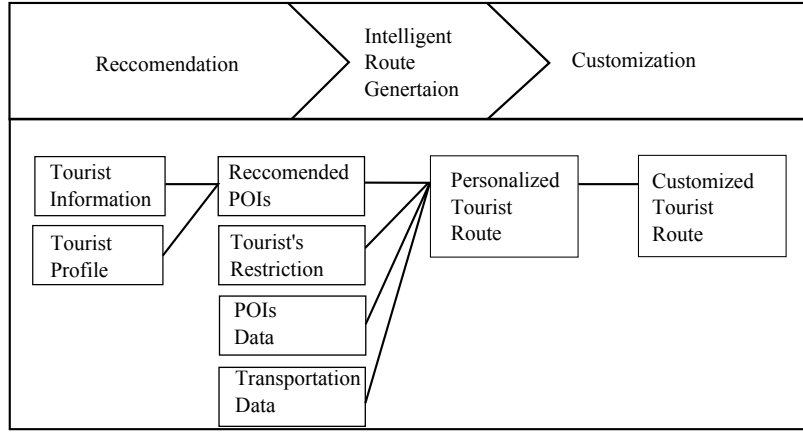 Reccomendation
Intelligent
Route
Genertaion
Customization
Tourist
Information
Tourist
Profile
Reccomended
POIs
Tourist's
Restriction
POIs
Data
Transportation
Data
Personalized
Tourist
Route
Customized
Tourist
Route